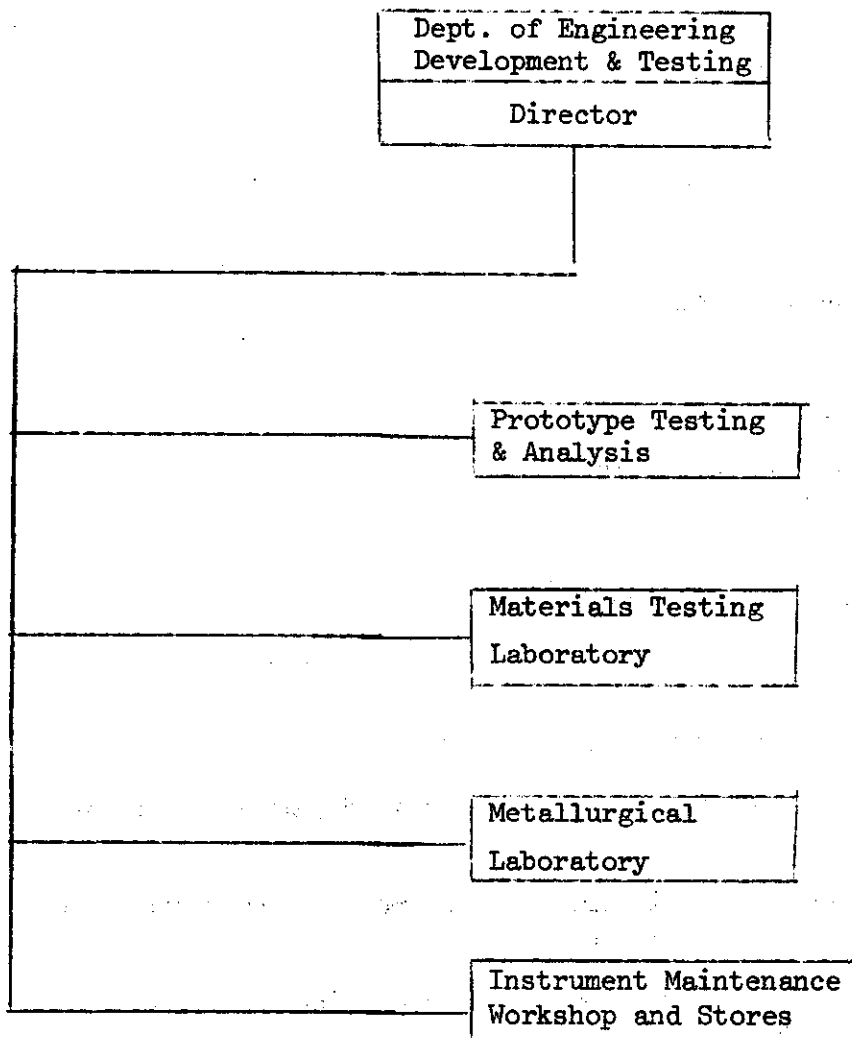 Dept. of Engineering
Development & Testing
Director
Prototype Testing
& Analysis
Materials Testing
Laboratory
Metallurgical
Laboratory
Instrument Maintenance
Workshop and Stores